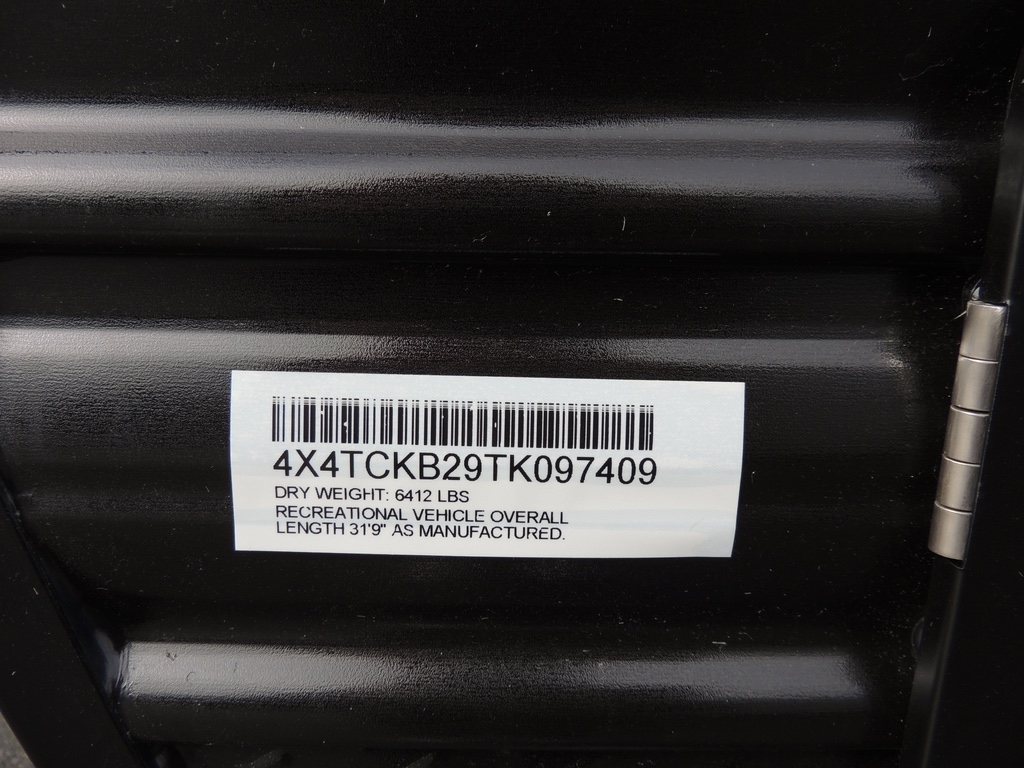 4X4TCKB29TK097409
DRY WEIGHT: 6412 LBS
RECREATIONAL VEHICLE OVERALL
LENGTH 31'9" AS MANUFACTURED.